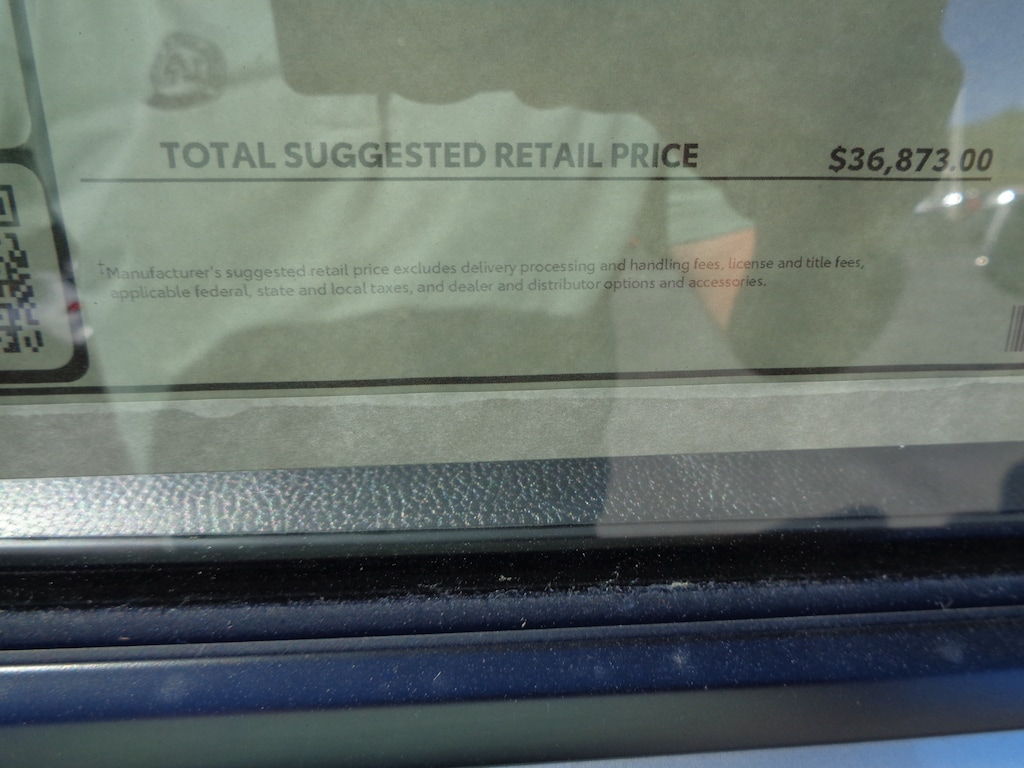 TOTAL SUGGESTED RETAIL PRICE $36,873.00
‡Manufacturer's suggested retail price excludes delivery processing and handling fees, license and title fees,
applicable federal, state and local taxes, and dealer and distributor options and accessories.